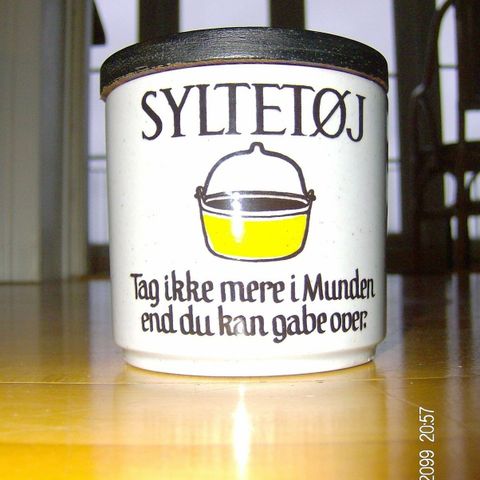 SYLTETØJ
Tag ikke mere i Munden
end du kan gabe over.
2099 20:57